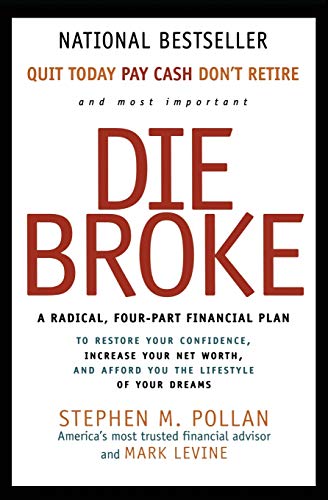 NATIONAL BESTSELLER
QUIT TODAY PAY CASH DON'T RETIRE
and most important
DIE
BROKE
A RADICAL, FOUR-PART FINANCIAL PLAN
TO RESTORE YOUR CONFIDENCE,
INCREASE YOUR NET WORTH,
AND AFFORD YOU THE LIFESTYLE
OF YOUR DREAMS
STEPHEN M. POLLAN
America's most trusted financial advisor
and MARK LEVINE